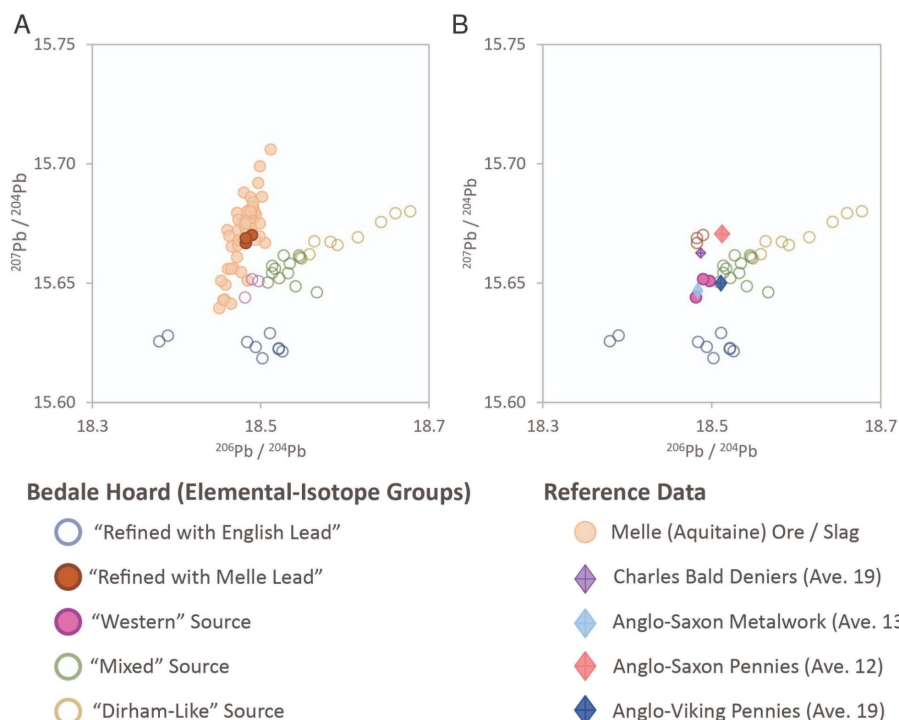 A
B
15.75
15.70
15.65
15.60
207Pb / 204Pb
18.3
18.5
18.7
206Pb / 204Pb
15.75
15.70
15.65
15.60
207Pb / 204Pb
18.3
18.5
18.7
206Pb / 204Pb
Bedale Hoard (Elemental-Isotope Groups)
"Refined with English Lead"
"Refined with Melle Lead"
"Western" Source
"Mixed" Source
"Dirham-Like" Source
Reference Data
Melle (Aquitaine) Ore / Slag
Charles Bald Deniers (Ave. 19)
Anglo-Saxon Metalwork (Ave. 13
Anglo-Saxon Pennies (Ave. 12)
Anglo-Viking Pennies (Ave. 19)